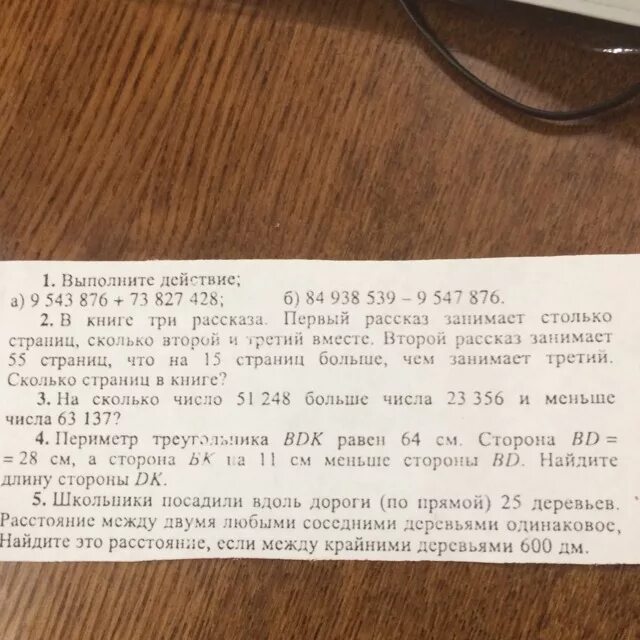 1. Выполните действие;
а) 9 543 876 + 73 827 428; б) 84 938 539 – 9 547 876.
2. В книге три рассказа. Первый рассказ занимает столько
страниц, сколько второй и третий вместе. Второй рассказ занимает
55 страниц, что на 15 страниц больше, чем занимает третий.
Сколько страниц в книге?
3. На сколько число 51 248 больше числа 23 356 и меньше
числа 63 137?
4. Периметр треугольника BDK равен 64 см. Сторона BD =
= 28 см, а сторона БК на 11 см меньше стороны BD. Найдите
длину стороны DK.
5. Школьники посадили вдоль дороги (по прямой) 25 деревьев.
Расстояние между двумя любыми соседними деревьями одинаковое,
Найдите это расстояние, если между крайними деревьями 600 дм.